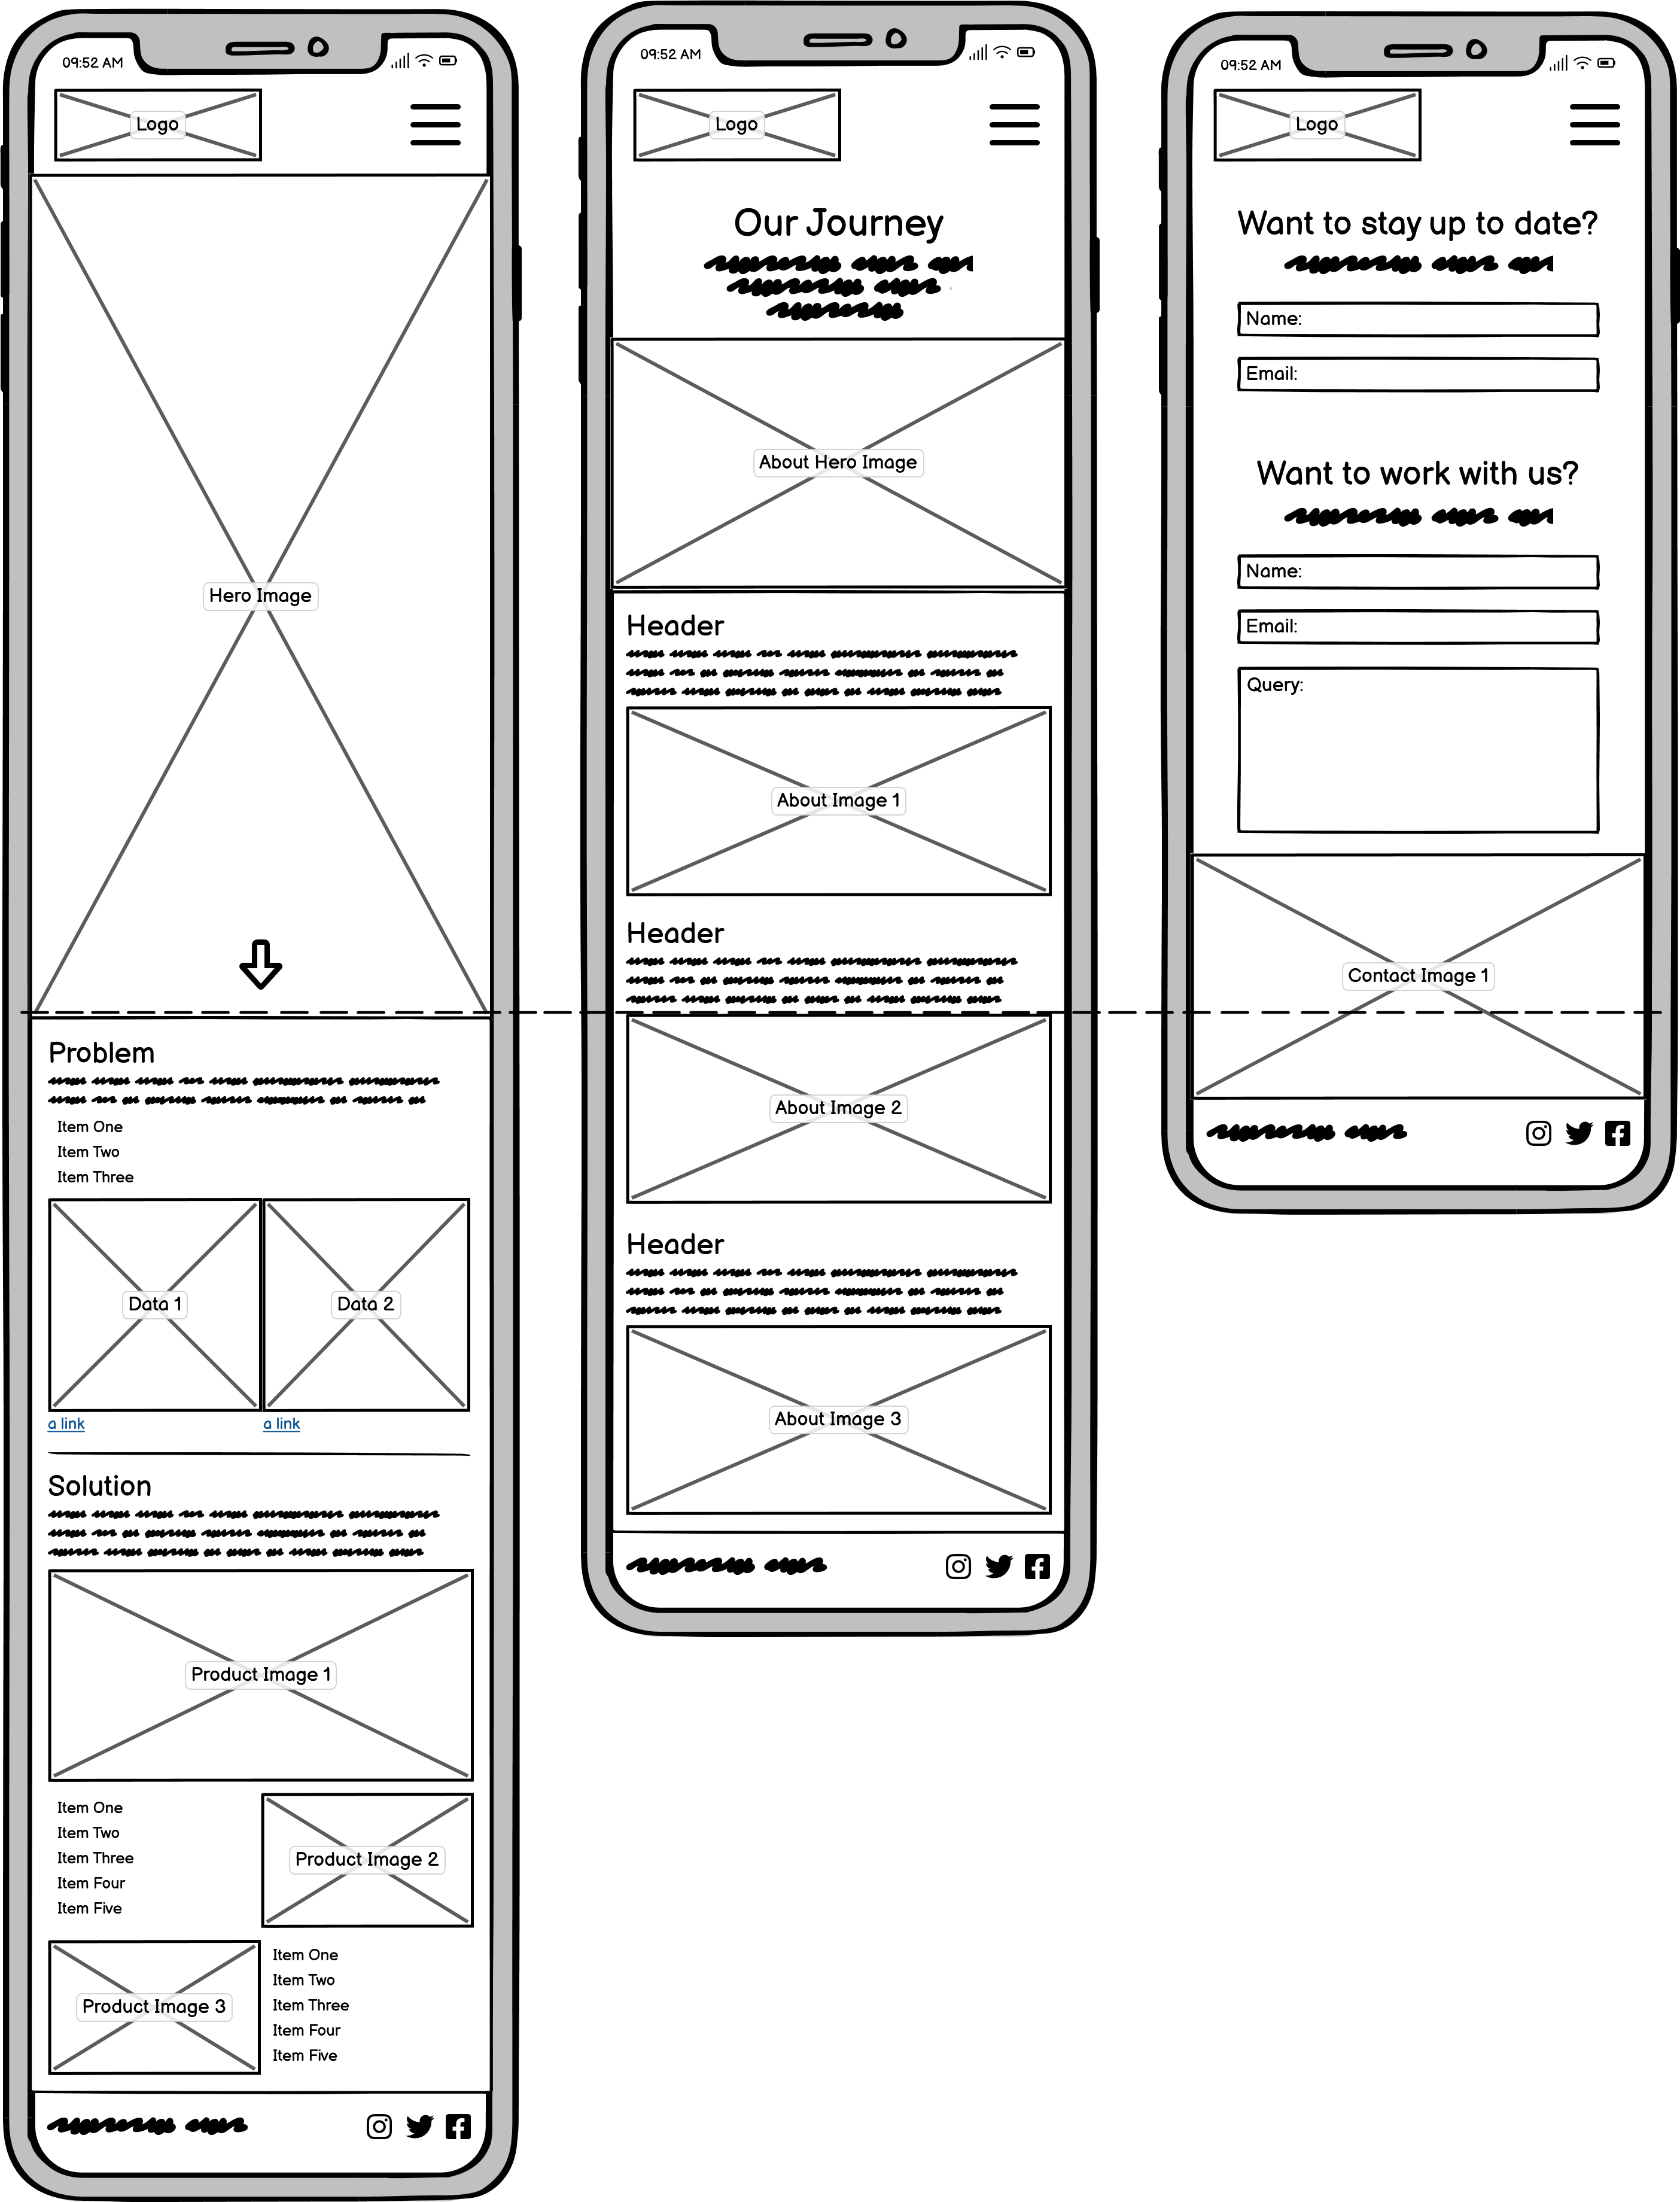 09:52 AM
Logo
Hero Image
Problem
Item One
Item Two
Item Three
Data 1
Data 2
a link
a link
Solution
Product Image 1
Item One
Item Two
Item Three
Item Four
Item Five
Product Image 2
Product Image 3
Item One
Item Two
Item Three
Item Four
Item Five
09:52 AM
Logo
Our Journey
About Hero Image
Header
About Image 1
Header
About Image 2
Header
About Image 3
09:52 AM
Logo
Want to stay up to date?
Name:
Email:
Want to work with us?
Name:
Email:
Query:
Contact Image 1